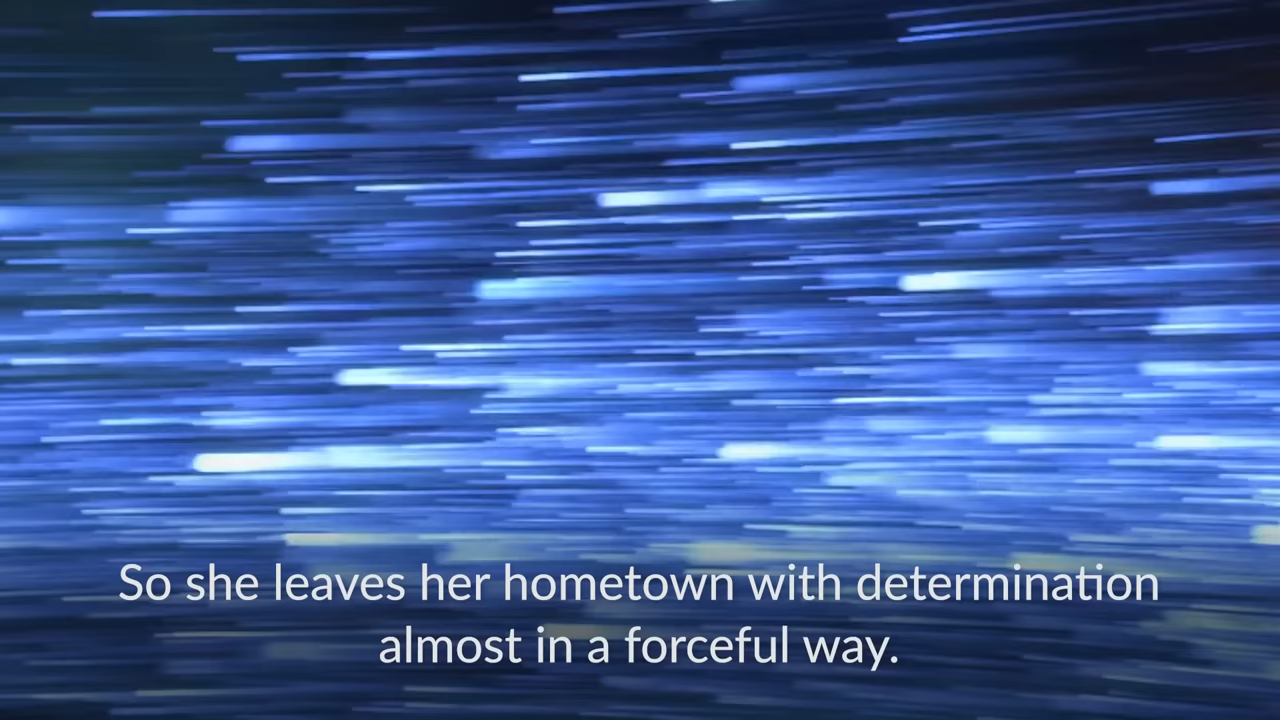 So she leaves her hometown with determination
almost in a forceful way.